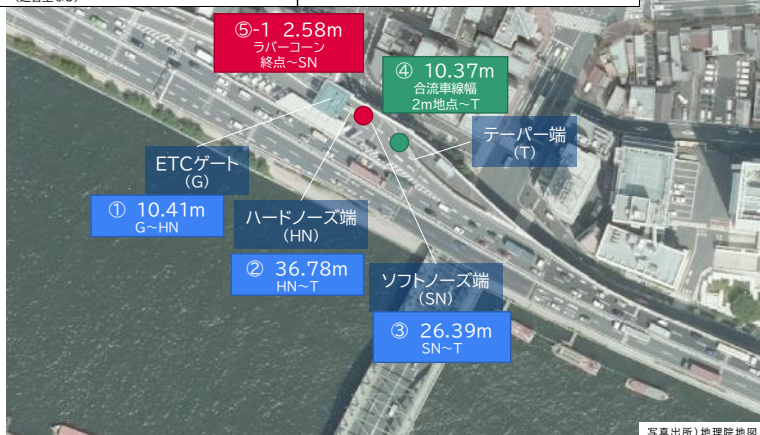 ⑤-1 2.58m
ラバーコーン
終点~SN
④ 10.37m
合流車線幅
2m地点~T
テーパー端
(T)
ETCゲート
(G)
① 10.41m
G~HN
ハードノーズ端
(HN)
② 36.78m
HN~T
ソフトノーズ端
(SN)
③ 26.39m
SN~T
写真出所)地理院地図